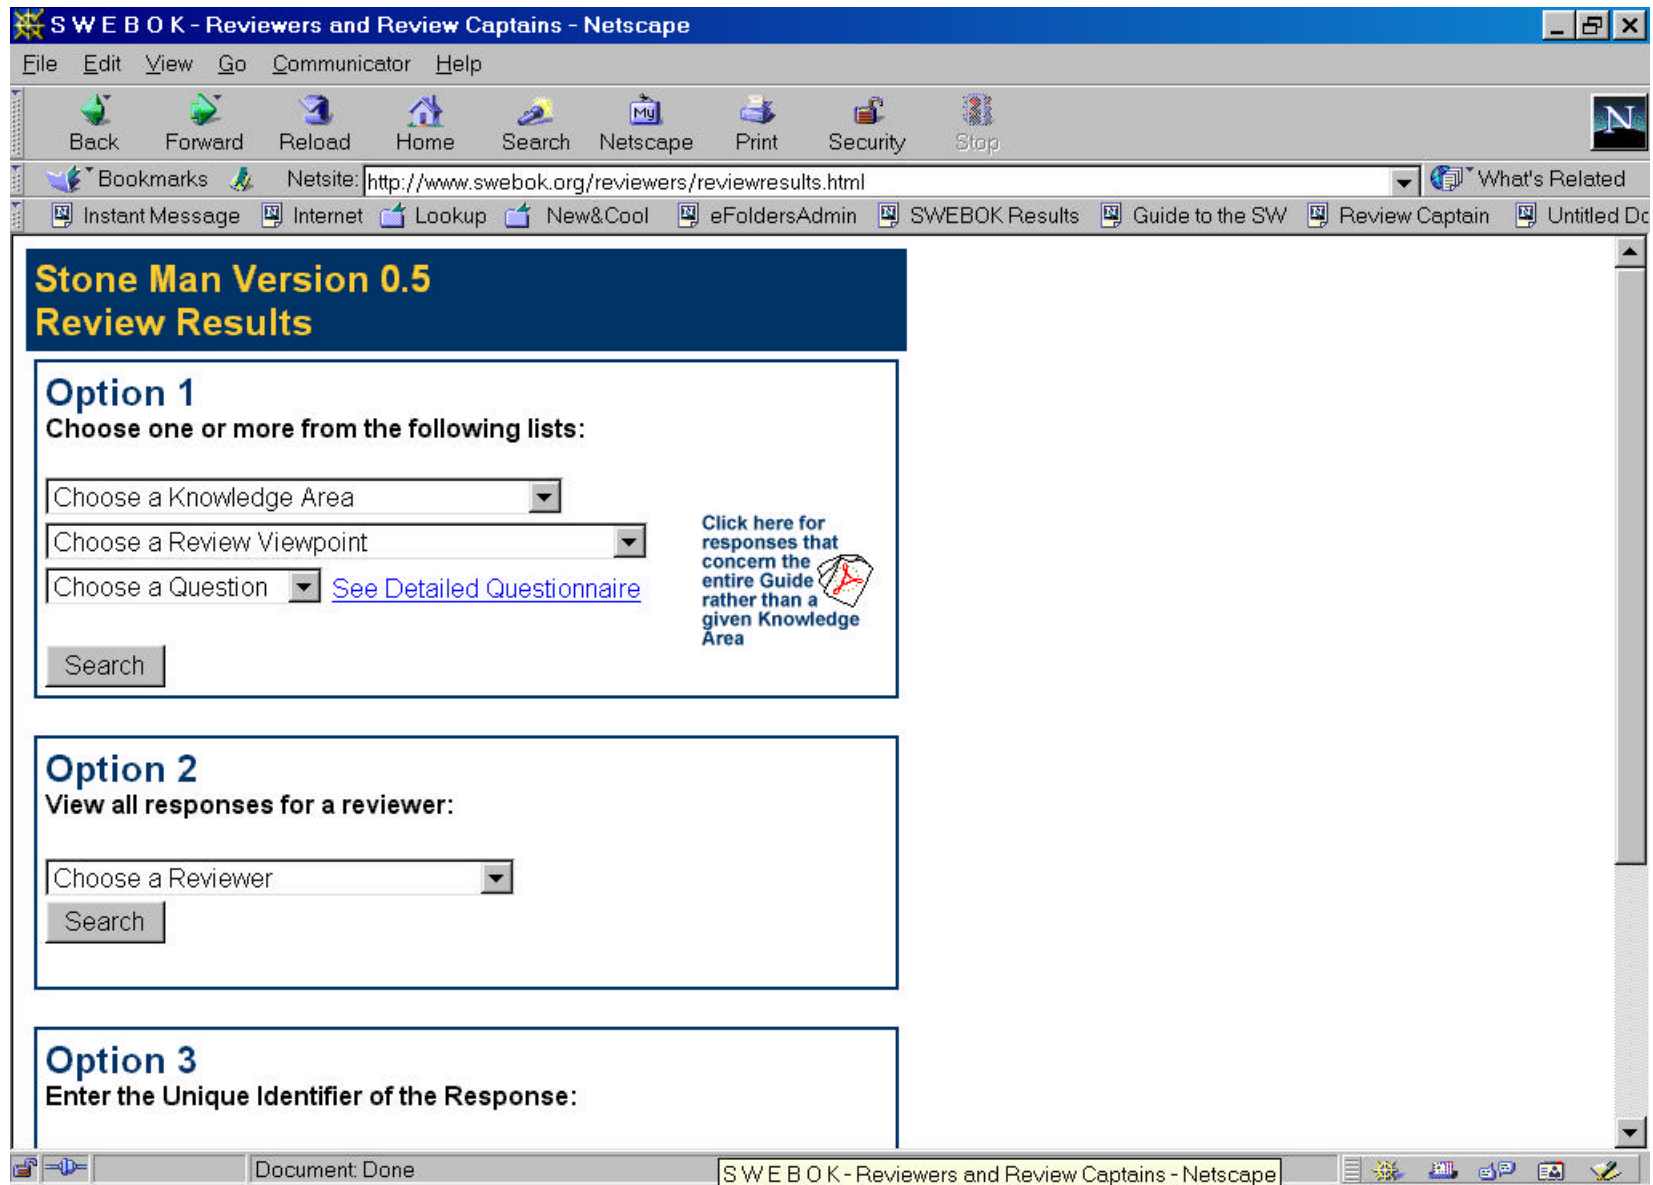 S W E B O K - Reviewers and Review Captains - Netscape
File Edit View Go Communicator Help
Back Forward Reload Home Search Netscape Print Security Stop
My
N
Bookmarks Netsite: http://www.swebok.org/reviewers/reviewresults.html What's Related
Instant Message Internet Lookup New&Cool eFoldersAdmin SWEBOK Results Guide to the SW Review Captain Untitled Do
Stone Man Version 0.5
Review Results
Option 1
Choose one or more from the following lists:
Choose a Knowledge Area
Choose a Review Viewpoint
Choose a Question See Detailed Questionnaire
Click here for
responses that
concern the
entire Guide
rather than a
given Knowledge
Area
Search
Option 2
View all responses for a reviewer:
Choose a Reviewer
Search
Option 3
Enter the Unique Identifier of the Response:
Document: Done
S W E B O K - Reviewers and Review Captains - Netscape